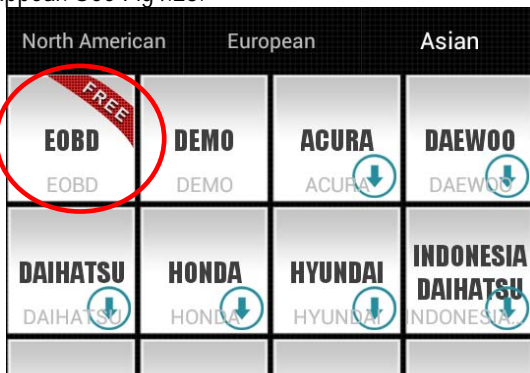 North American European Asian
FREE
EOBD DEMO ACURA DAEWOO
EOBD DEMO ACURA DAEWOO
DAIHATSU HONDA HYUNDAI INDONESIA DAIHATSU
DAIHATSU HONDA HYUNDAI INDONESIA..